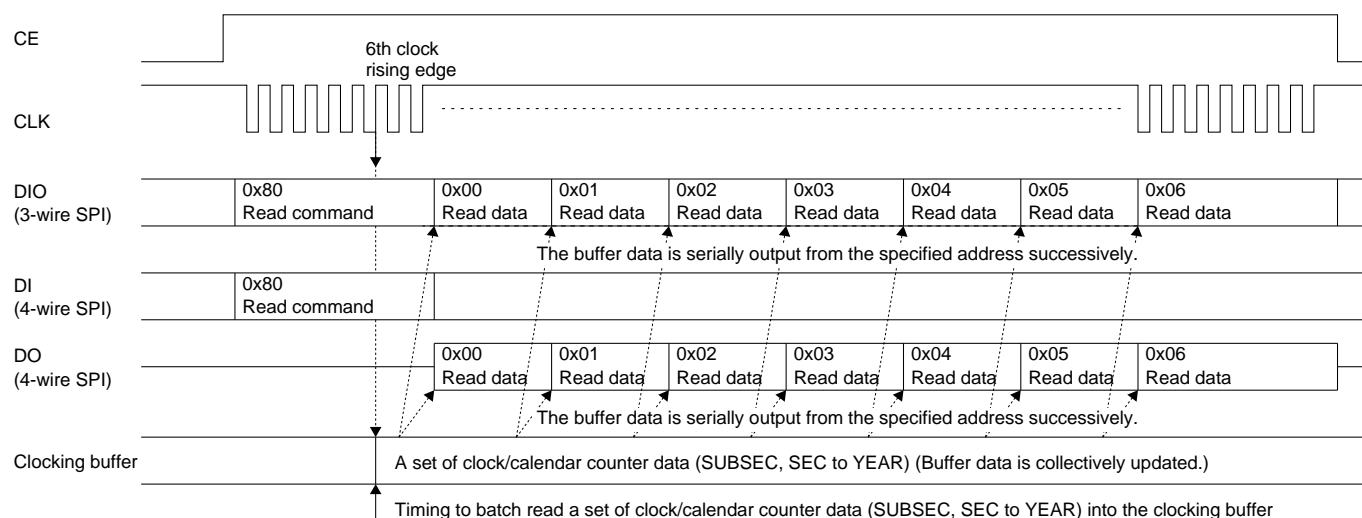 CE
6th clock
rising edge
CLK
DIO
(3-wire SPI)
0x80
Read command
0x00
Read data
0x01
Read data
0x02
Read data
0x03
Read data
0x04
Read data
0x05
Read data
0x06
Read data
The buffer data is serially output from the specified address successively.
DI
(4-wire SPI)
0x80
Read command
DO
(4-wire SPI)
0x00
Read data
0x01
Read data
0x02
Read data
0x03
Read data
0x04
Read data
0x05
Read data
0x06
Read data
The buffer data is serially output from the specified address successively.
Clocking buffer
A set of clock/calendar counter data (SUBSEC, SEC to YEAR) (Buffer data is collectively updated.)
Timing to batch read a set of clock/calendar counter data (SUBSEC, SEC to YEAR) into the clocking buffer